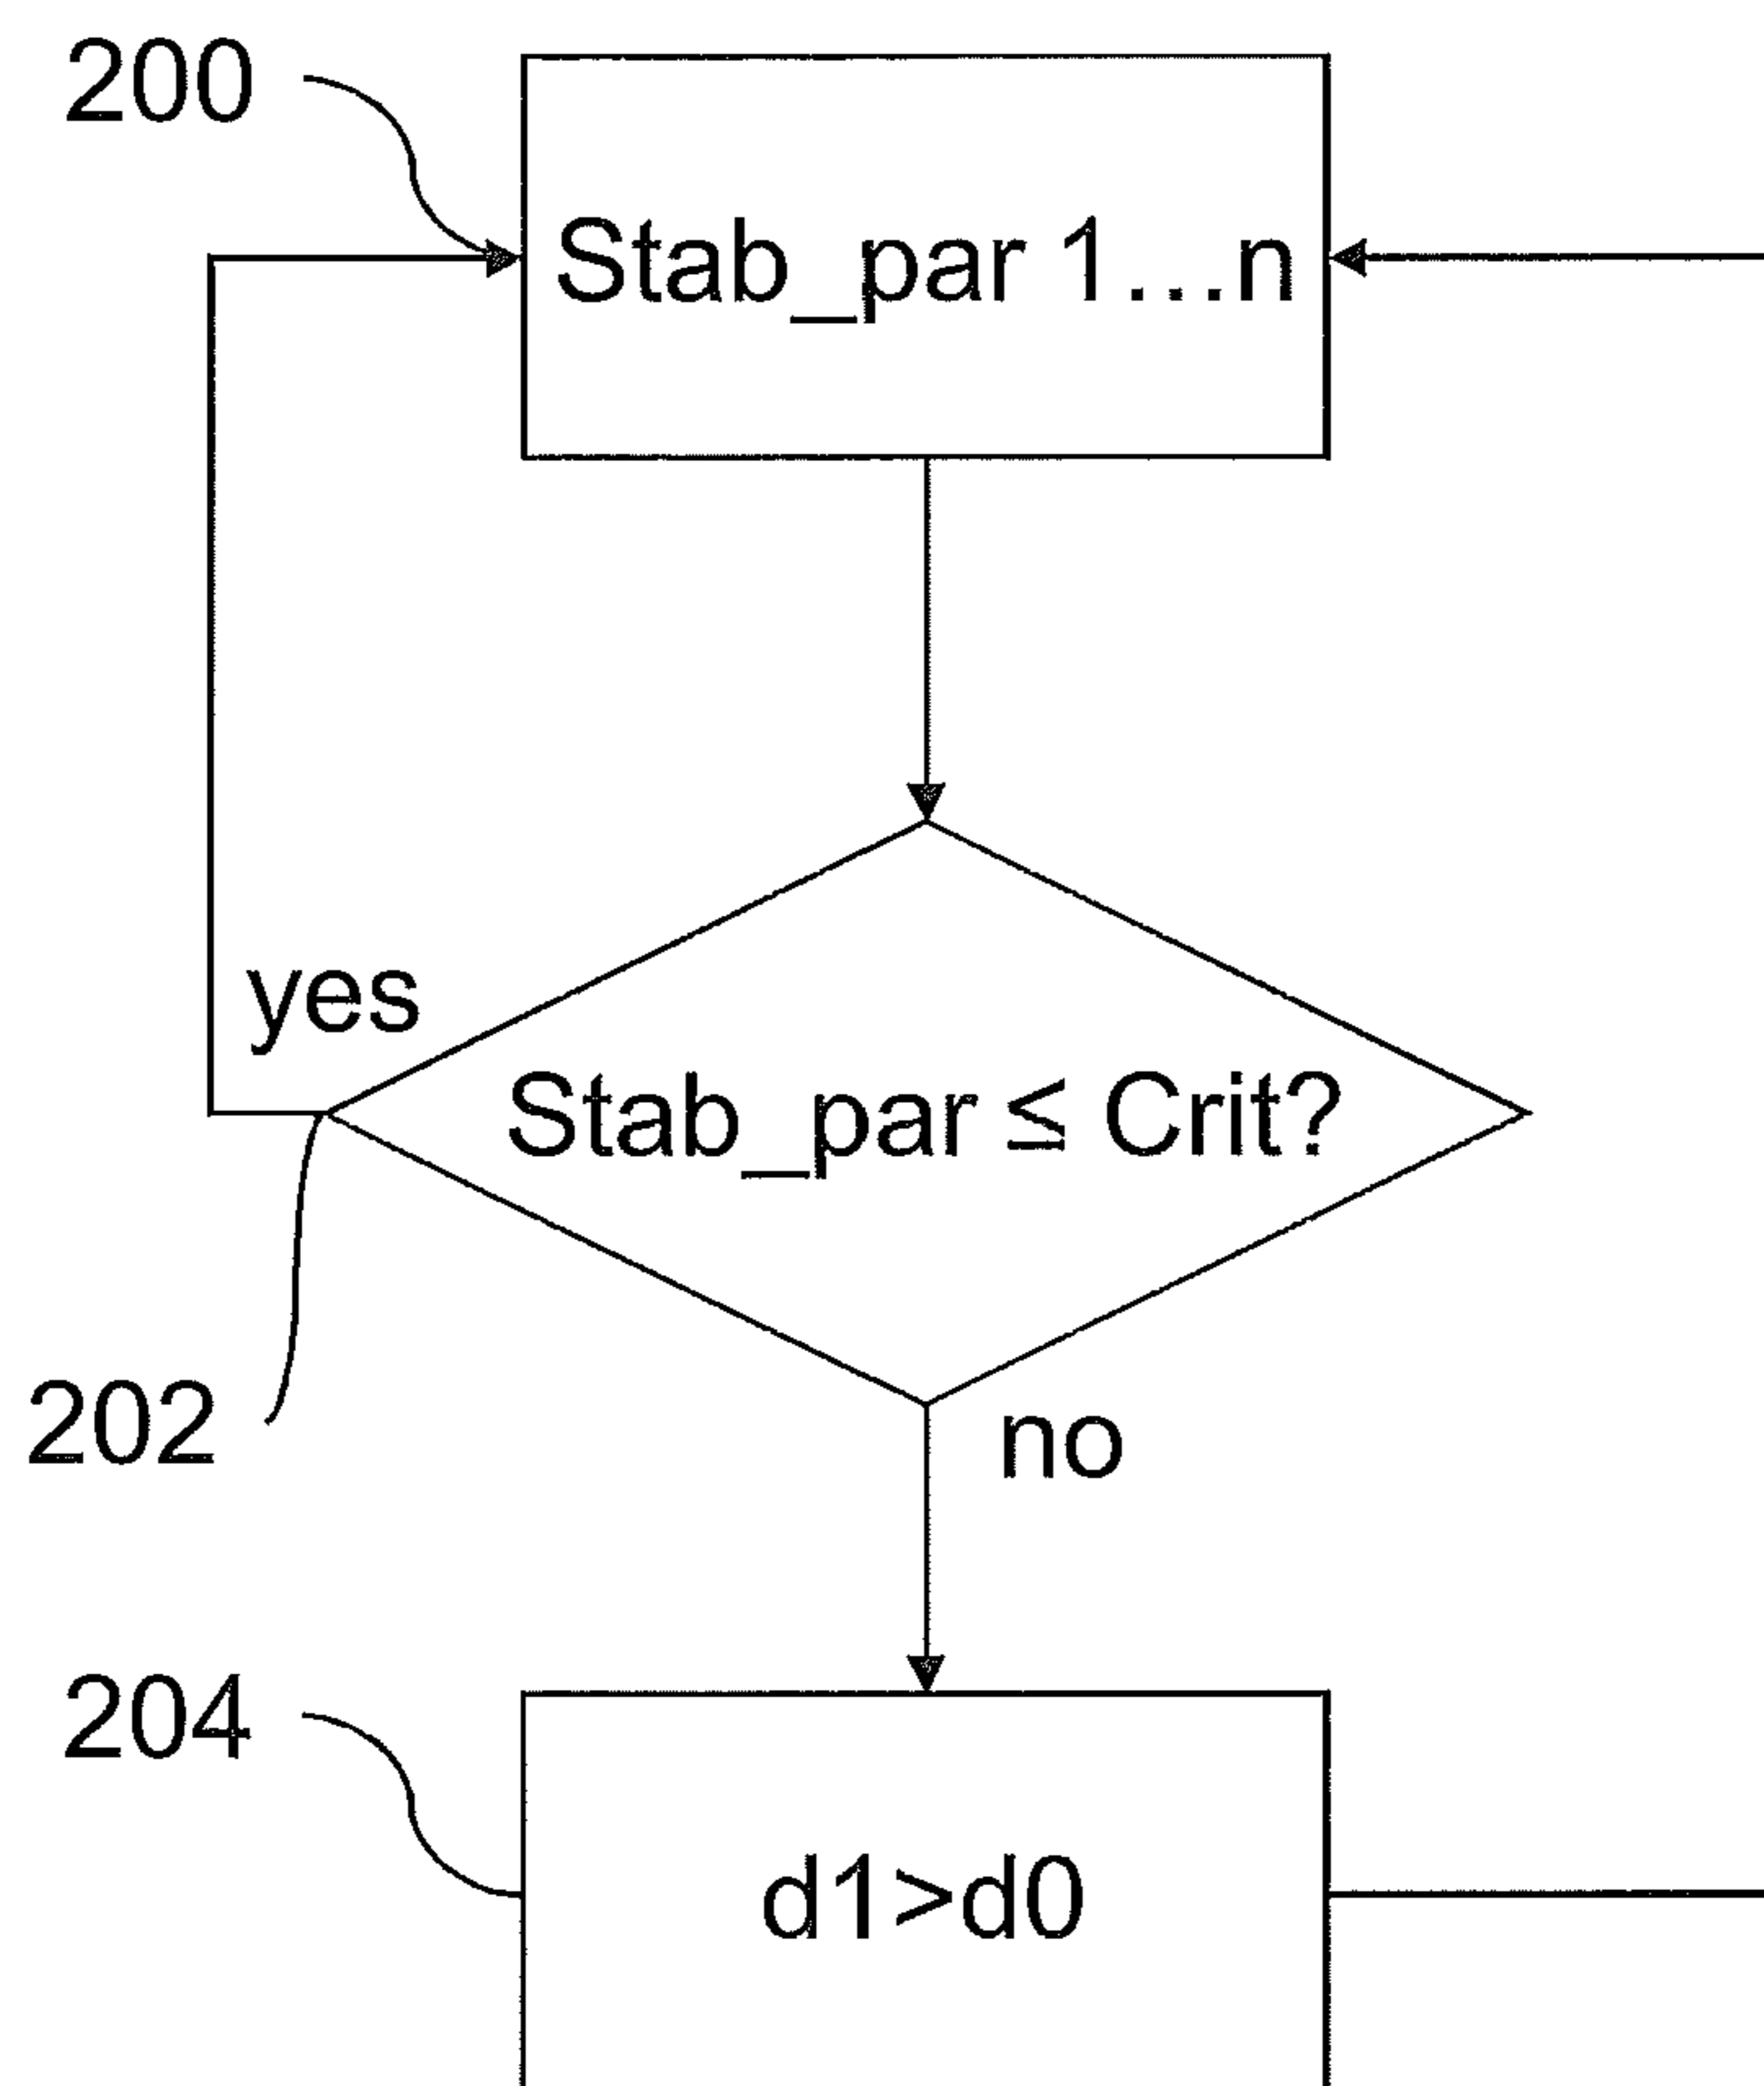 200
Stab_par 1...n
yes
Stab_par ≤ Crit?
202
no
204
d1>d0